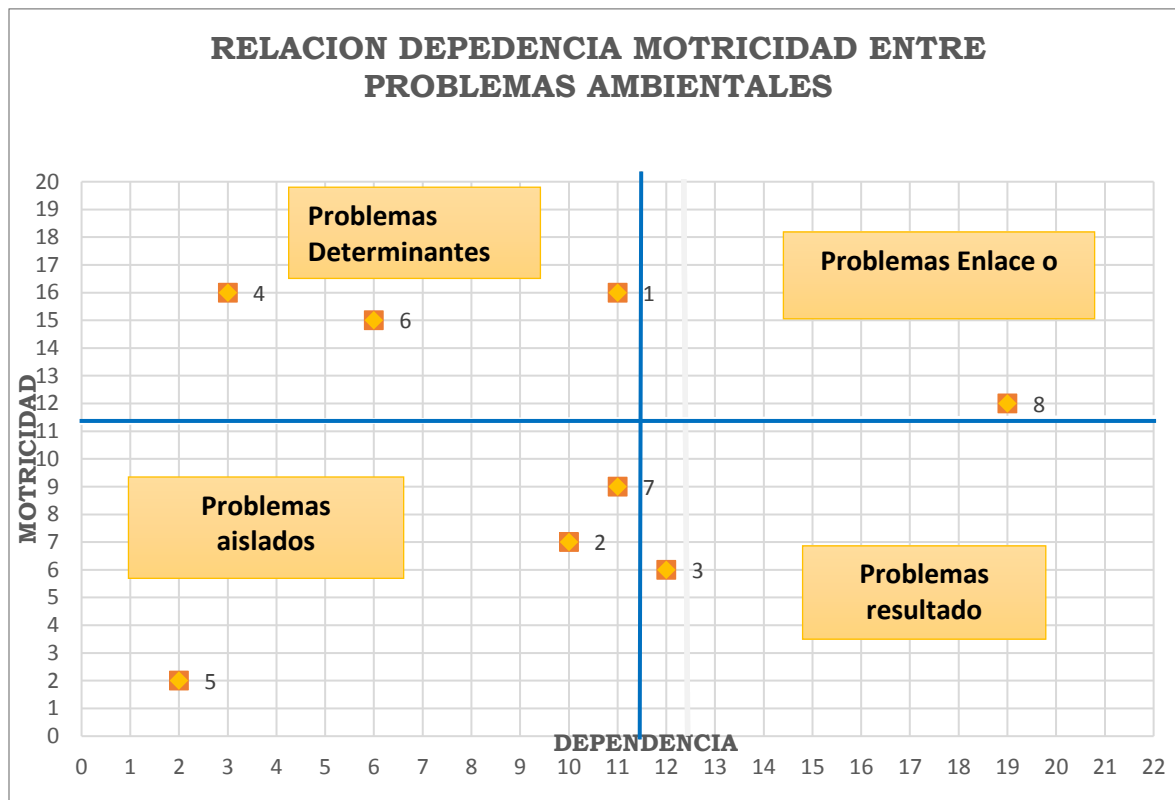 RELACION DEPEDENCIA MOTRICIDAD ENTRE
PROBLEMAS AMBIENTALES
20
19
18
17
16
15
14
13
12
11
10
9
8
7
6
5
4
3
2
1
0
MOTRICIDAD
Problemas
Determinantes
Problemas Enlace o
4
1
6
8
Problemas
aislados
7
2
3
Problemas
resultado
5
DEPENDENCIA
0 1 2 3 4 5 6 7 8 9 10 11 12 13 14 15 16 17 18 19 20 21 22